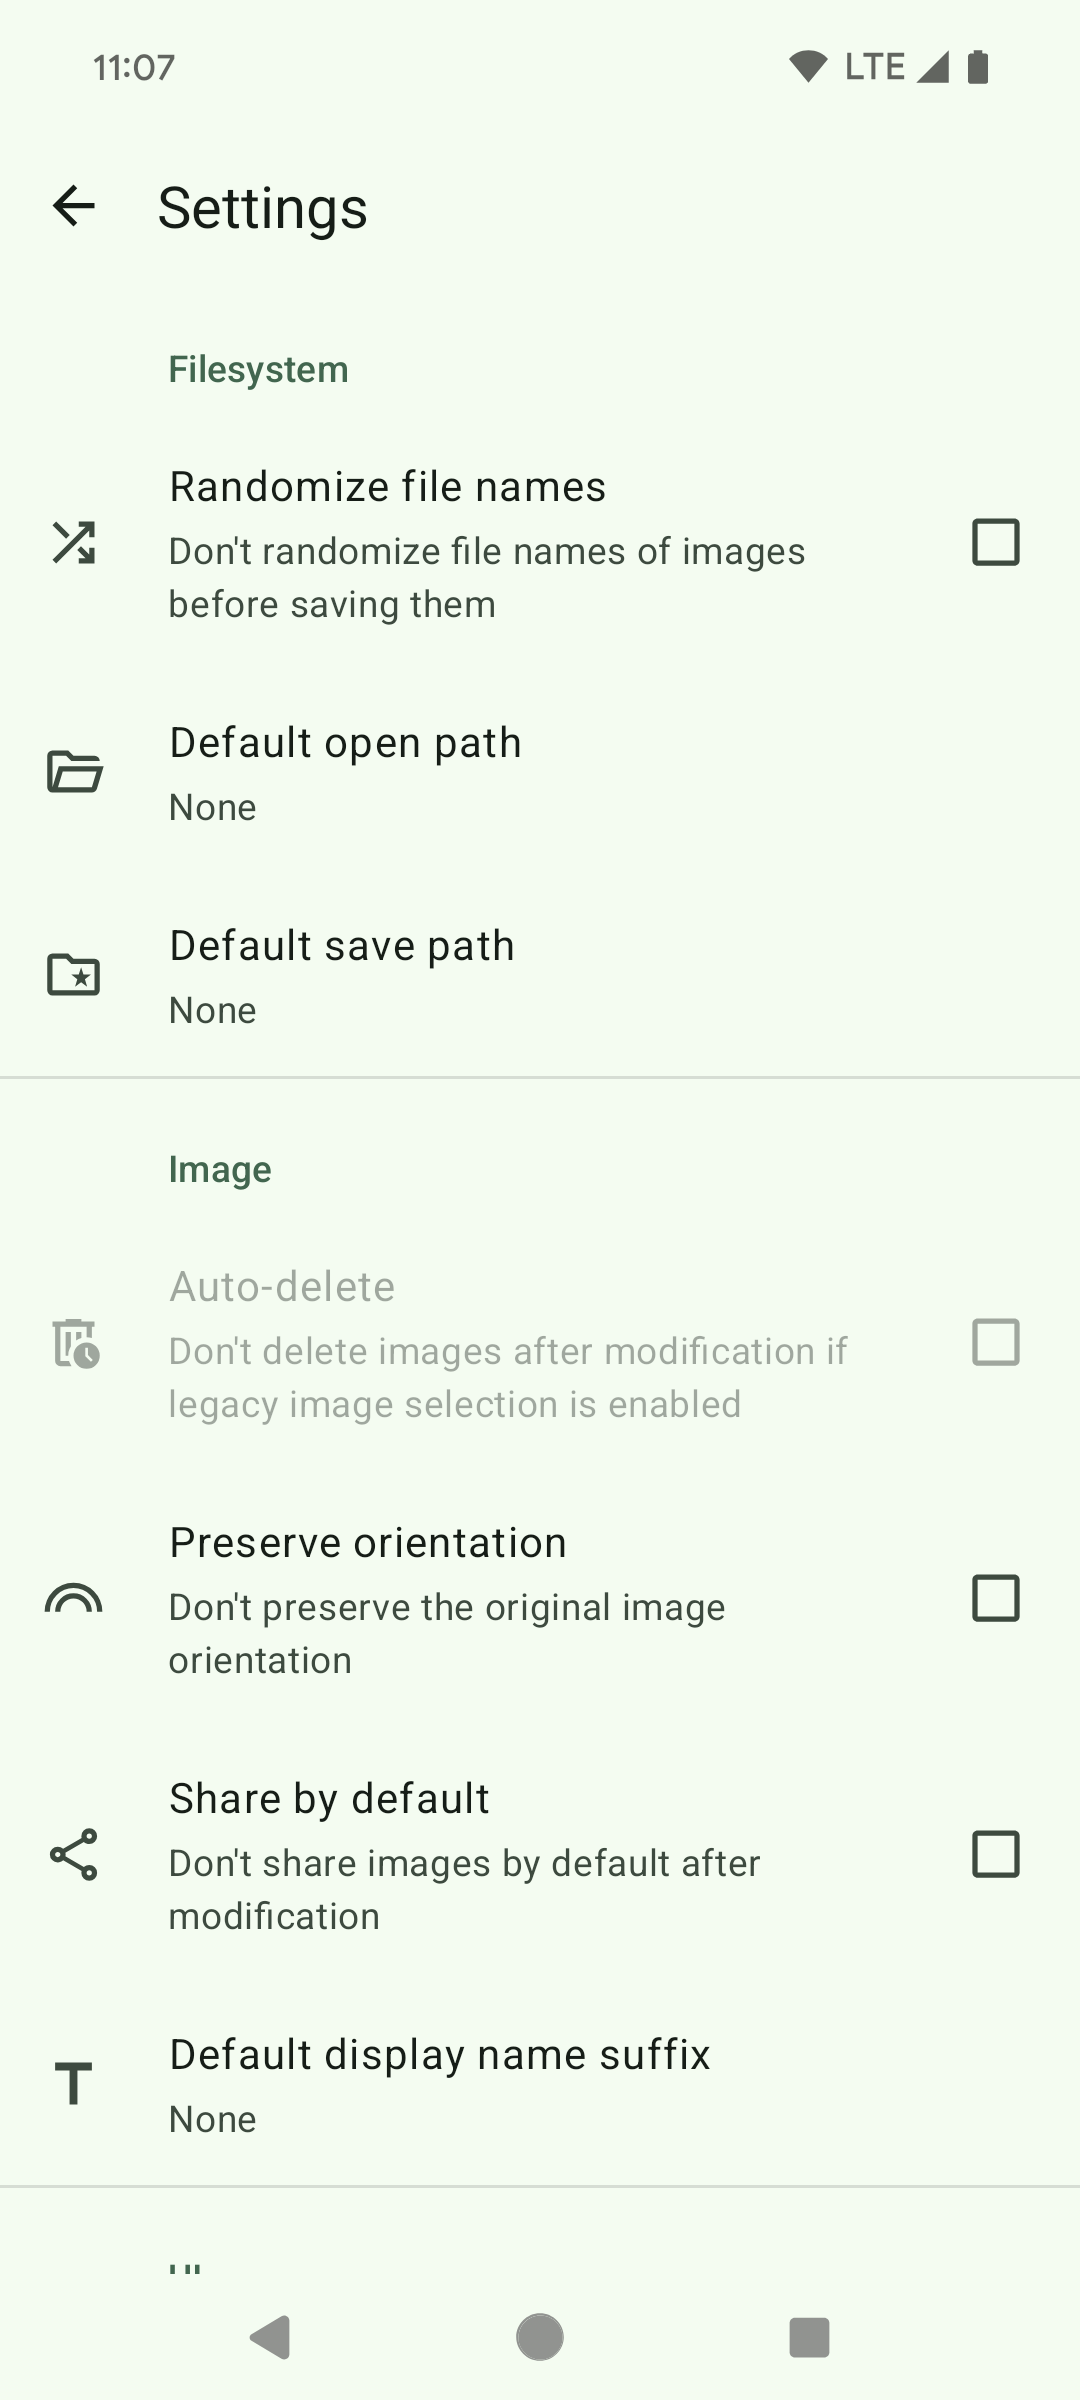 11:07
LTE
Settings
Filesystem
Randomize file names
Don't randomize file names of images
before saving them
Default open path
None
Default save path
None
Image
Auto-delete
Don't delete images after modification if
legacy image selection is enabled
Preserve orientation
Don't preserve the original image
orientation
Share by default
Don't share images by default after
modification
Default display name suffix
None